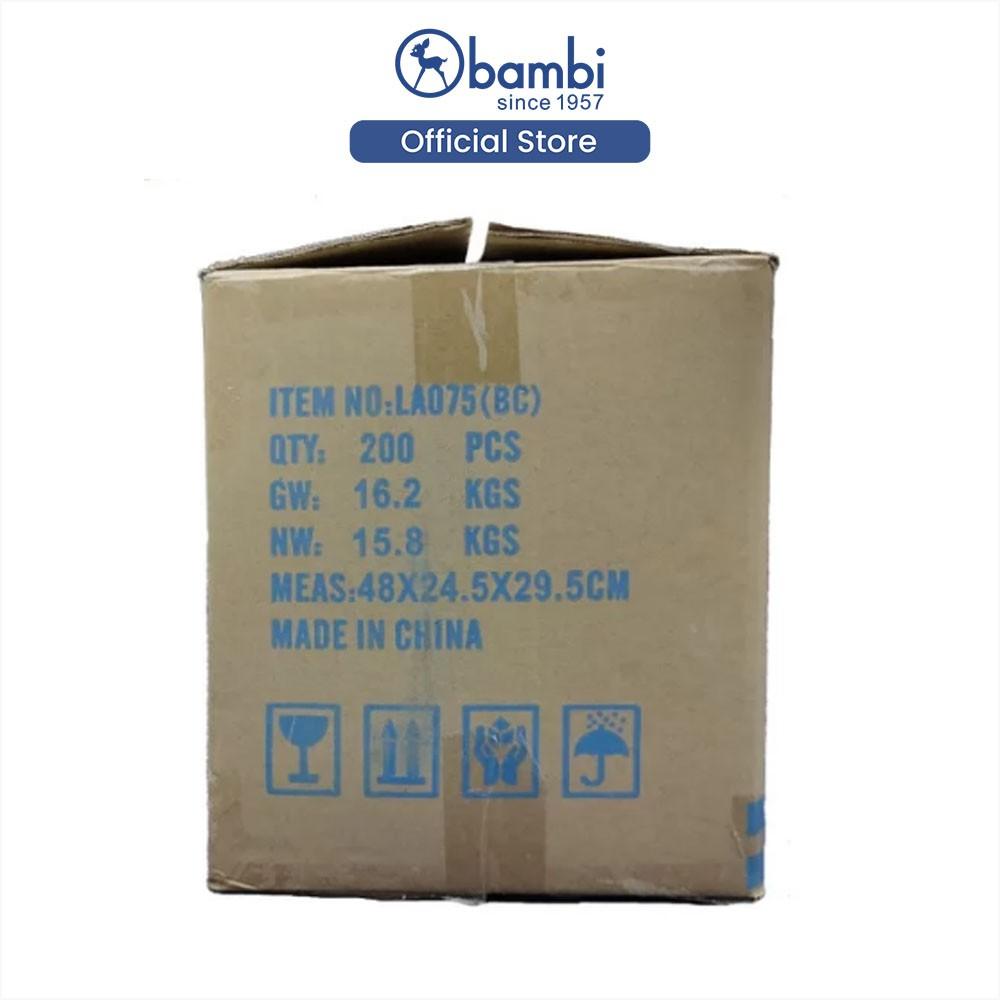 bambi
since 1957
Official Store
ITEM NO:LA075(BC)
QTY: 200 PCS
GW: 16.2 KGS
NW: 15.8 KGS
MEAS:48X24.5X29.5CM
MADE IN CHINA